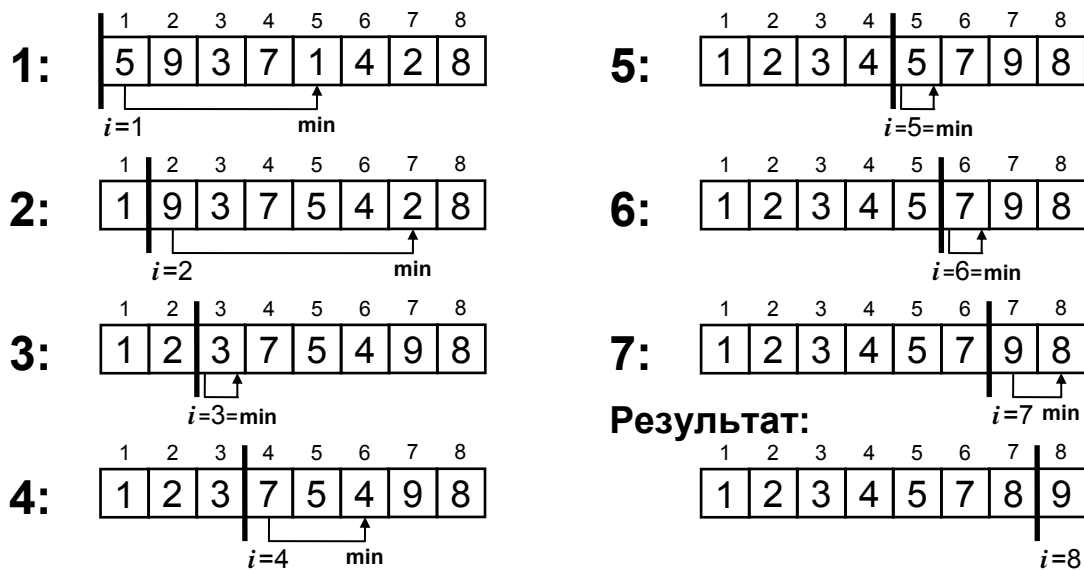 1 2 3 4 5 6 7 8
1: 5 9 3 7 1 4 2 8
i=1 min
1 2 3 4 5 6 7 8
2: 1 9 3 7 5 4 2 8
i=2 min
1 2 3 4 5 6 7 8
3: 1 2 3 7 5 4 9 8
i=3=min
1 2 3 4 5 6 7 8
4: 1 2 3 7 5 4 9 8
i=4 min
1 2 3 4 5 6 7 8
5: 1 2 3 4 5 7 9 8
i=5=min
1 2 3 4 5 6 7 8
6: 1 2 3 4 5 7 9 8
i=6=min
1 2 3 4 5 6 7 8
7: 1 2 3 4 5 7 9 8
i=7 min
Результат:
1 2 3 4 5 6 7 8
1 2 3 4 5 7 8 9
i=8